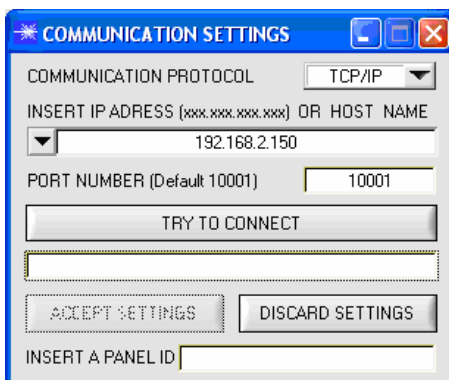 COMMUNICATION SETTINGS
COMMUNICATION PROTOCOL TCP/IP
INSERT IP ADRESS (xxx.xxx.xxx.xxx) OR HOST NAME
192.168.2.150
PORT NUMBER (Default 10001) 10001
TRY TO CONNECT
ACCEPT SETTINGS DISCARD SETTINGS
INSERT A PANEL ID